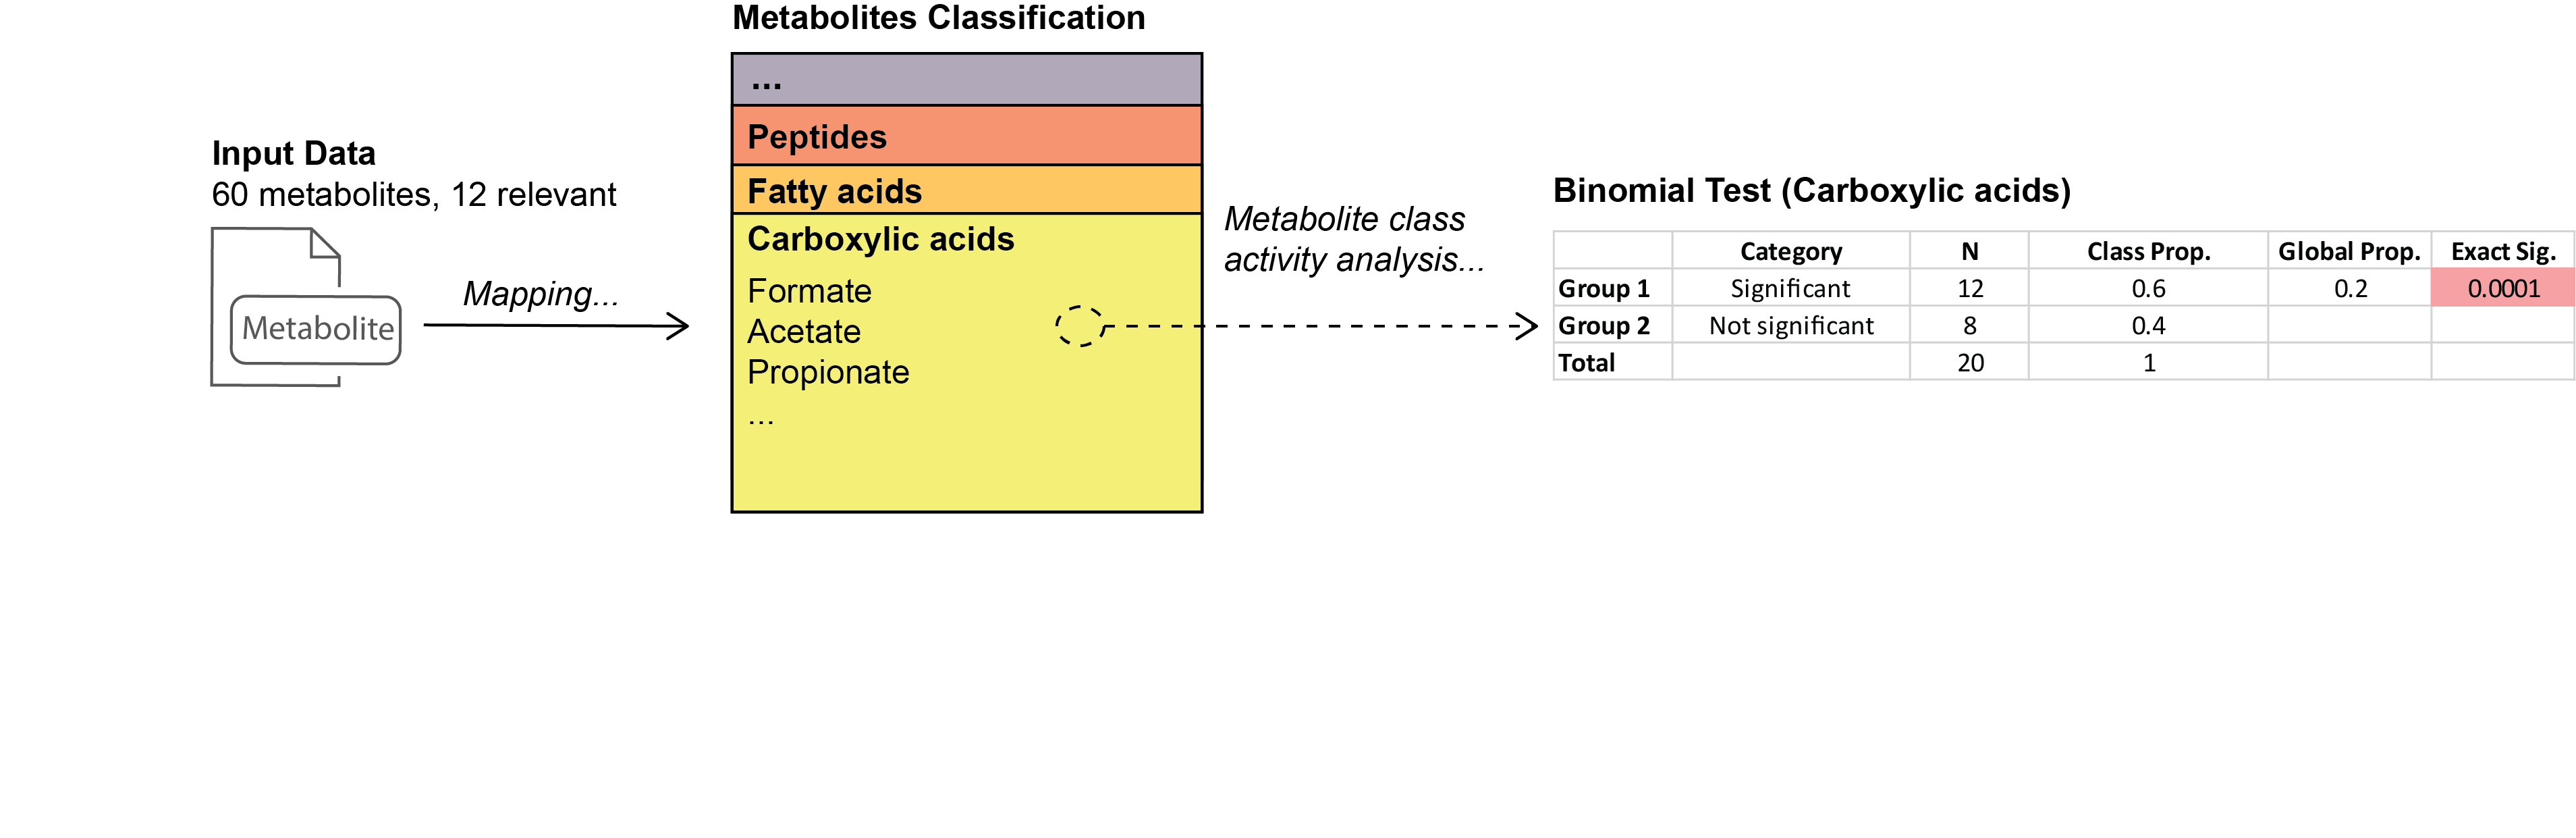 Metabolites Classification
...
Peptides
Fatty acids
Carboxylic acids
Formate
Acetate
Propionate
...
Input Data
60 metabolites, 12 relevant
Metabolite
Mapping...
Metabolite class
activity analysis...
Binomial Test (Carboxylic acids)
Category N Class Prop. Global Prop. Exact Sig.
Group 1 Significant 12 0.6 0.2 0.0001
Group 2 Not significant 8 0.4
Total 20 1